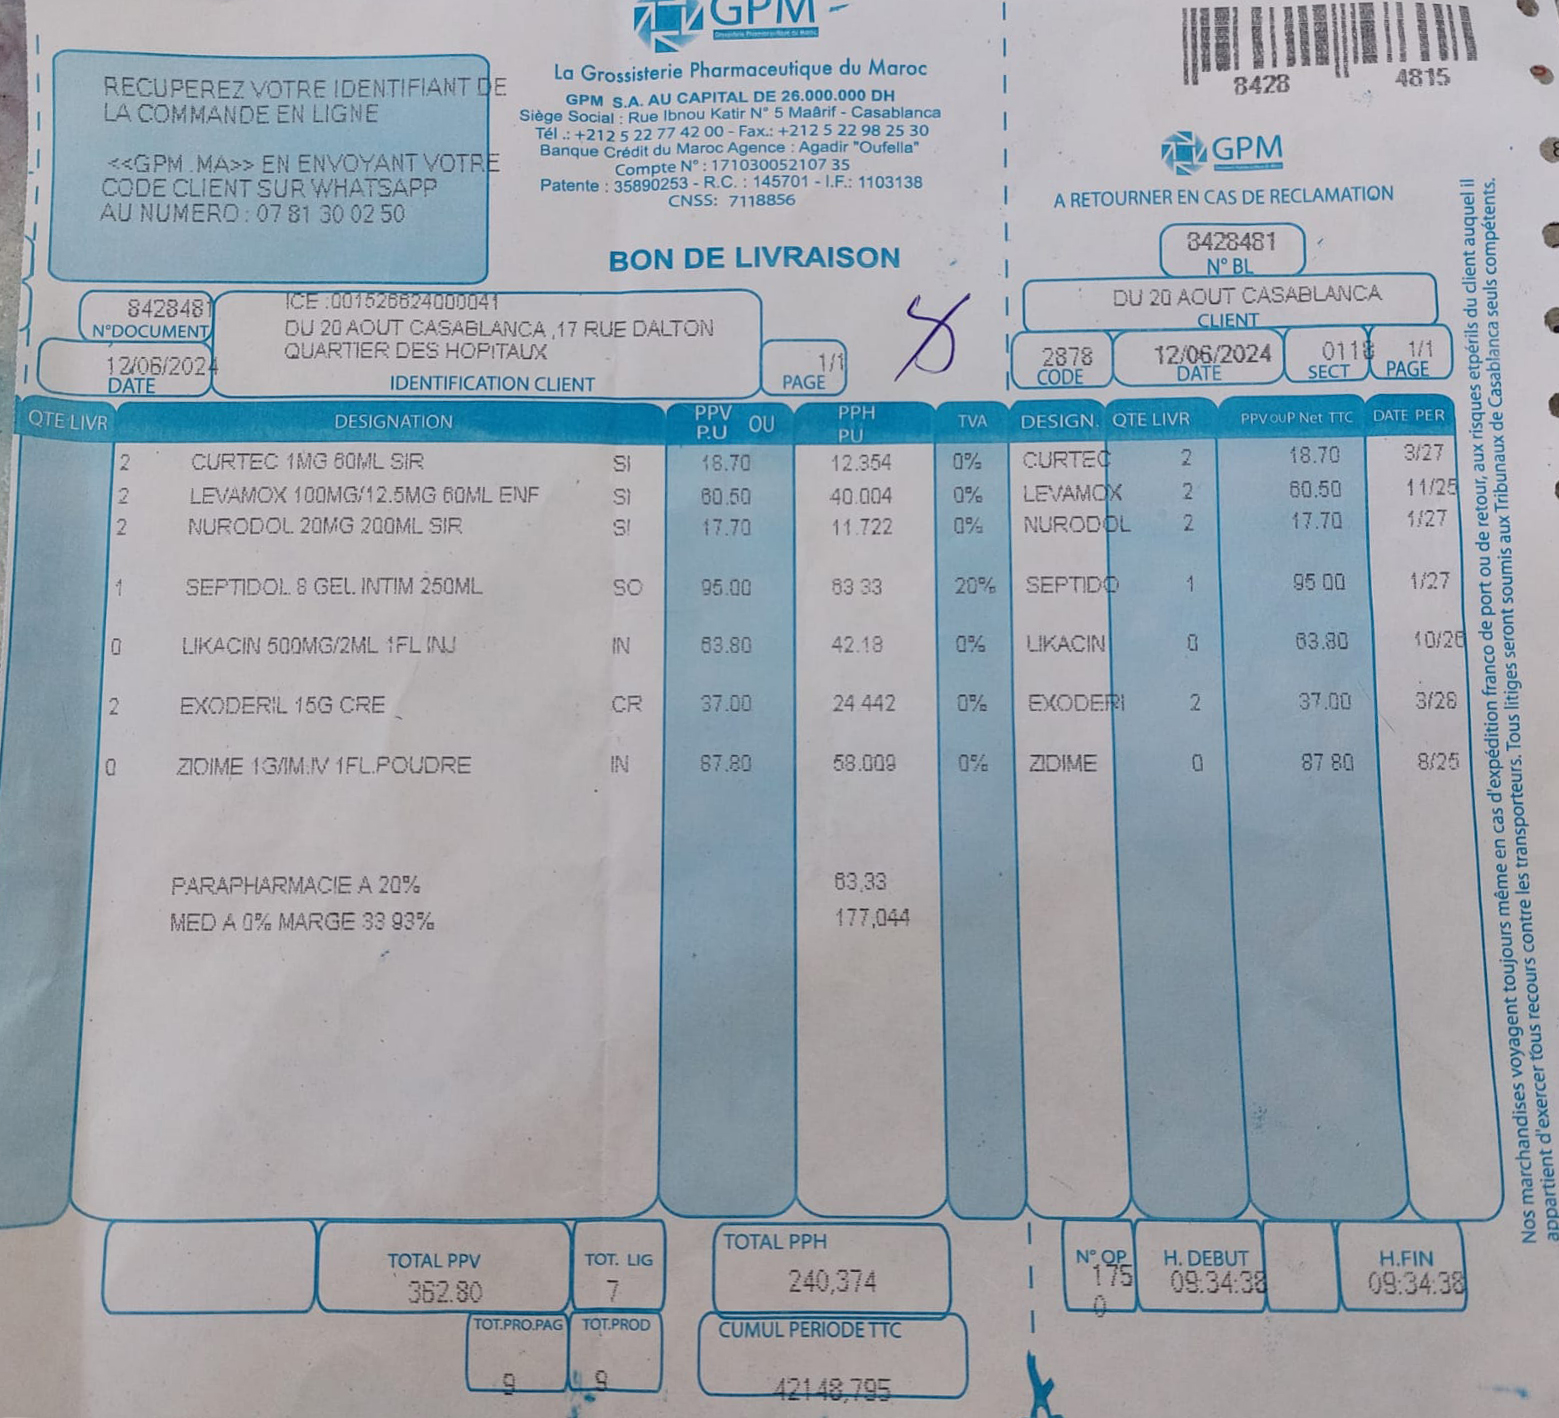 GPM
La Grossisterie Pharmaceutique du Maroc
GPM S.A. AU CAPITAL DE 26.000.000 DH
Siège Social : Rue Ibnou Katir N° 5 Maârif - Casablanca
Tél .: +212 5 22 77 42 00 - Fax.: +212 5 22 98 25 30
Banque Crédit du Maroc Agence : Agadir "Oufella"
Compte N° : 171030052107 35
Patente : 35890253 - R.C. : 145701 - I.F.: 1103138
CNSS: 7118856
RECUPEREZ VOTRE IDENTIFIANT DE
LA COMMANDE EN LIGNE
<<GPM .MA>> EN ENVOYANT VOTRE
CODE CLIENT SUR WHATSAPP
AU NUMERO : 07 81 30 02 50
BON DE LIVRAISON
8428481
N°DOCUMENT
12/06/2024
DATE
ICE :001526624000041
DU 20 AOUT CASABLANCA ,17 RUE DALTON
QUARTIER DES HOPITAUX
IDENTIFICATION CLIENT
1/1
PAGE
8428 4815
GPM
A RETOURNER EN CAS DE RECLAMATION
8428481
N° BL
DU 20 AOUT CASABLANCA
CLIENT
2878 12/06/2024 0118 1/1
CODE DATE SECT PAGE
QTE LIVR DESIGNATION PPV P.U OU PPH PU TVA DESIGN. QTE LIVR PPV OUP Net TTC DATE PER
2 CURTEC 1MG 60ML SIR SI 18.70 12.354 0% CURTEC 2 18.70 3/27
2 LEVAMOX 100MG/12.5MG 60ML ENF SI 60.50 40.004 0% LEVAMOX 2 60.50 11/25
2 NURODOL 20MG 200ML SIR SI 17.70 11.722 0% NURODOL 2 17.70 1/27
1 SEPTIDOL 8 GEL INTIM 250ML SO 95.00 63 33 20% SEPTIDO 1 95 00 1/27
0 LIKACIN 500MG/2ML 1FL INJ IN 63.80 42.18 0% LIKACIN 0 63.80 10/26
2 EXODERIL 15G CRE CR 37.00 24 442 0% EXODERI 2 37.00 3/28
0 ZIDIME 1G/IM.IV 1FL.POUDRE IN 87.80 58.009 0% ZIDIME 0 87 80 8/25
PARAPHARMACIE A 20% 63,33
MED A 0% MARGE 33 93% 177,044
TOTAL PPV
362.80
TOT. LIG
7
TOTAL PPH
240,374
N° OP
175
0
H. DEBUT
09:34:38
H.FIN
09:34:38
TOT.PRO.PAG
9
TOT.PROD
9
CUMUL PERIODE TTC
42148,795
Nos marchandises voyagent toujours même en cas d'expédition franco de port ou de retour, aux risques etpérils du client auquel il
appartient d'exercer tous recours contre les transporteurs. Tous litiges seront soumis aux Tribunaux de Casablanca seuls compétents.